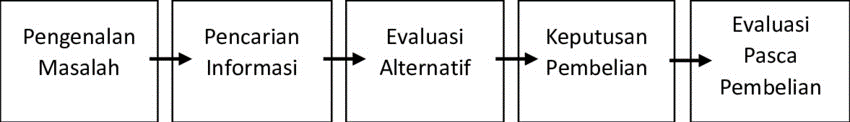 Pengenalan
Masalah
Pencarian
Informasi
Evaluasi
Alternatif
Keputusan
Pembelian
Evaluasi
Pasca
Pembelian